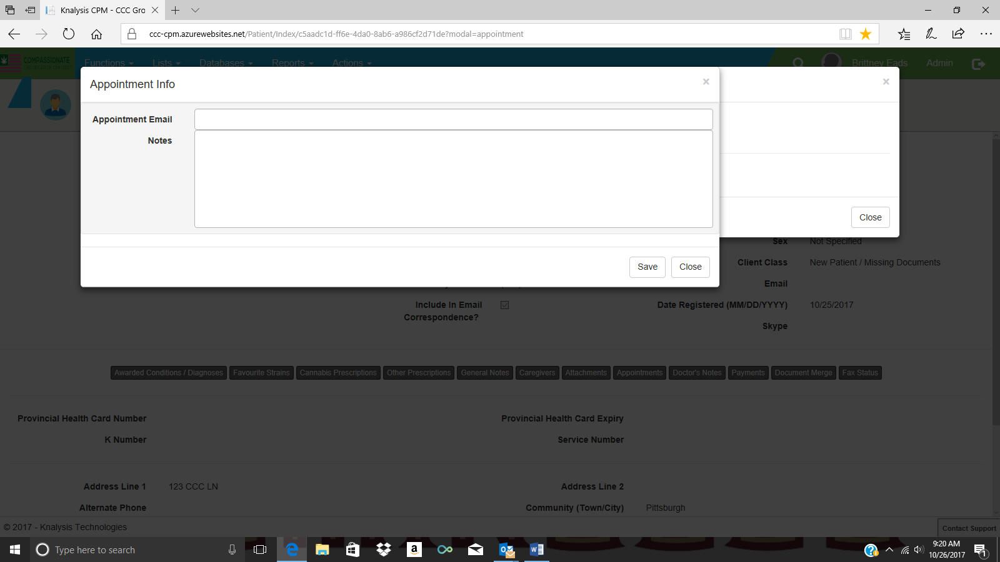 Knalysis CPM - CCC Gro
ccc-cpm.azurewebsites.net/Patient/Index/c5aadc1d-ff6e-4da0-8ab6-a986cf2d71de?modal=appointment
COMPASSIONATE
Functions Lists Databases Reports Actions Brittney Eads Admin
Appointment Info
Appointment Email
Notes
Save Close
Close
Sex Not Specified
Client Class New Patient / Missing Documents
Email
Include In Email Correspondence?
Date Registered (MM/DD/YYYY) 10/25/2017
Skype
Awarded Conditions / Diagnoses Favourite Strains Cannabis Prescriptions Other Prescriptions General Notes Caregivers Attachments Appointments Doctor's Notes Payments Document Merge Fax Status
Provincial Health Card Number Provincial Health Card Expiry
K Number Service Number
Address Line 1 123 CCC LN Address Line 2
Alternate Phone Community (Town/City) Pittsburgh
© 2017 - Knalysis Technologies
Contact Support
Type here to search
9:20 AM
10/26/2017
1